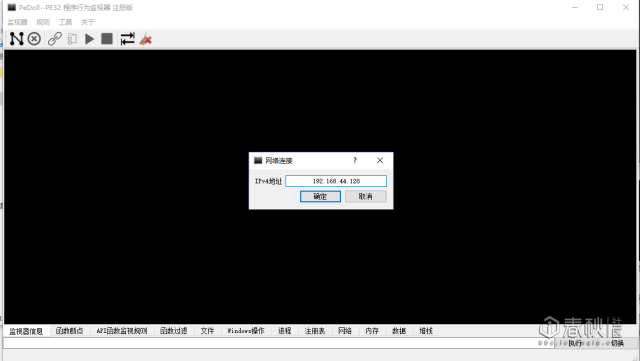 PeDoll--PE32 程序行为监视器 注册版
监视器 规则 工具 关于
网络连接
IPv4地址 192.168.44.128
确定 取消
监视器信息 函数断点 API函数监视规则 函数过滤 文件 Windows操作 进程 注册表 网络 内存 数据 堆栈
春秋
执行 切换